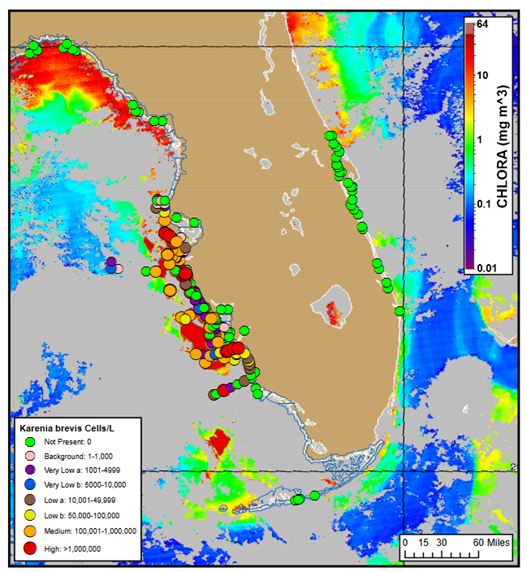 64
10
1
0.1
0.01
CHLORA (mg m^3)
Karenia brevis Cells/L
Not Present: 0
Background: 1-1,000
Very Low a: 1001-4999
Very Low b: 5000-10,000
Low a: 10,001-49,999
Low b: 50,000-100,000
Medium: 100,001-1,000,000
High: >1,000,000
0 15 30 60 Miles